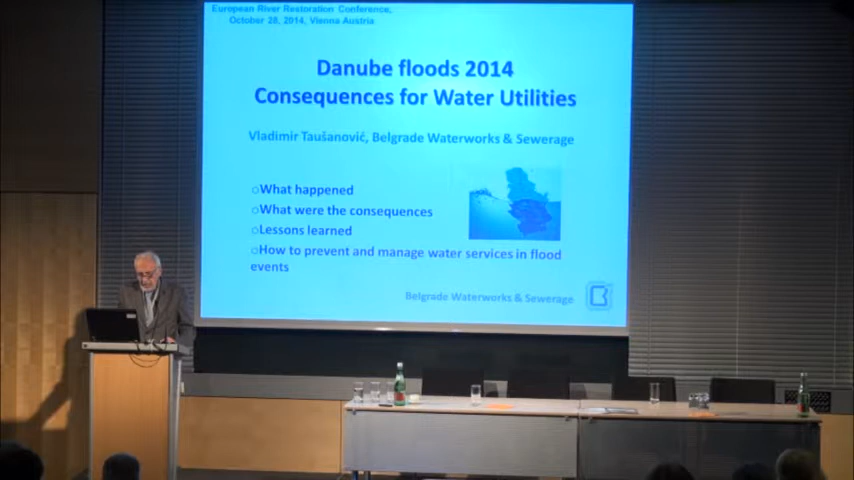 European River Restoration Conference,
October 28, 2014, Vienna Austria
Danube floods 2014
Consequences for Water Utilities
Vladimir Taušanović, Belgrade Waterworks & Sewerage
○What happened
○What were the consequences
○Lessons learned
○How to prevent and manage water services in flood
events
Belgrade Waterworks & Sewerage